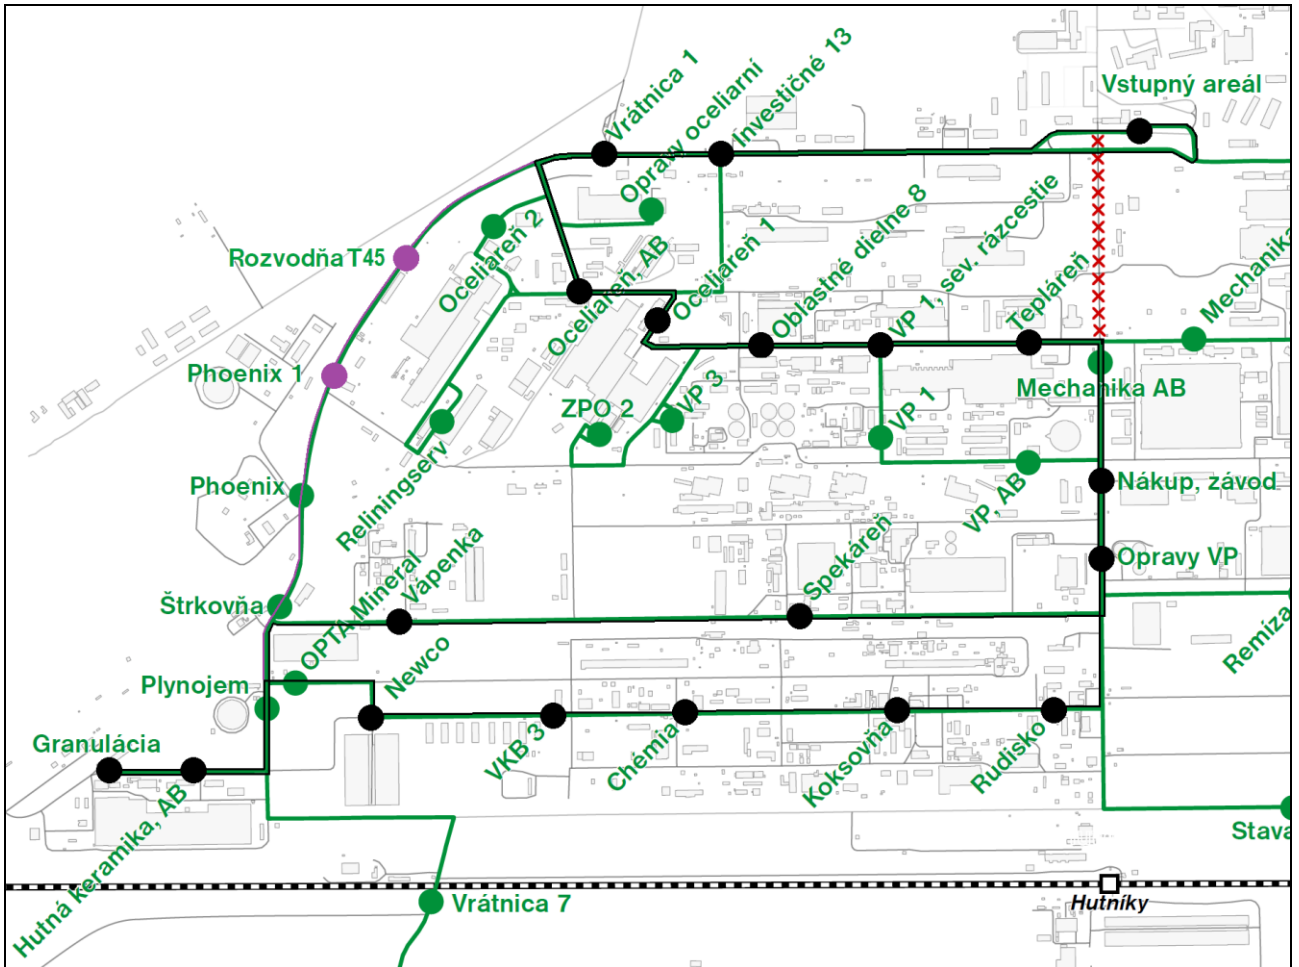 Vstupný areál
Vrátnica 1
Opravy oceliarní
Investičné 13
Rozvodňa T45
Oceliareň 2
Oceliareň, AB
Oceliareň 1
Oblastné dielne 8
VP 1, sev. rázcestie
Tepláreň
Mechanika
Phoenix 1
Mechanika AB
ZPO 2
VP 3
VP 1
Phoenix
Reliningserv
VP, AB
Nákup, závod
Opravy VP
Štrkovňa
OPTA Mineral
Vápenka
Spekáreň
Remíza
Plynojem
Newco
Granulácia
VKB 3
Chémia
Koksovňa
Rudisko
Hutná keramika, AB
Stava
Vrátnica 7
Hutníky